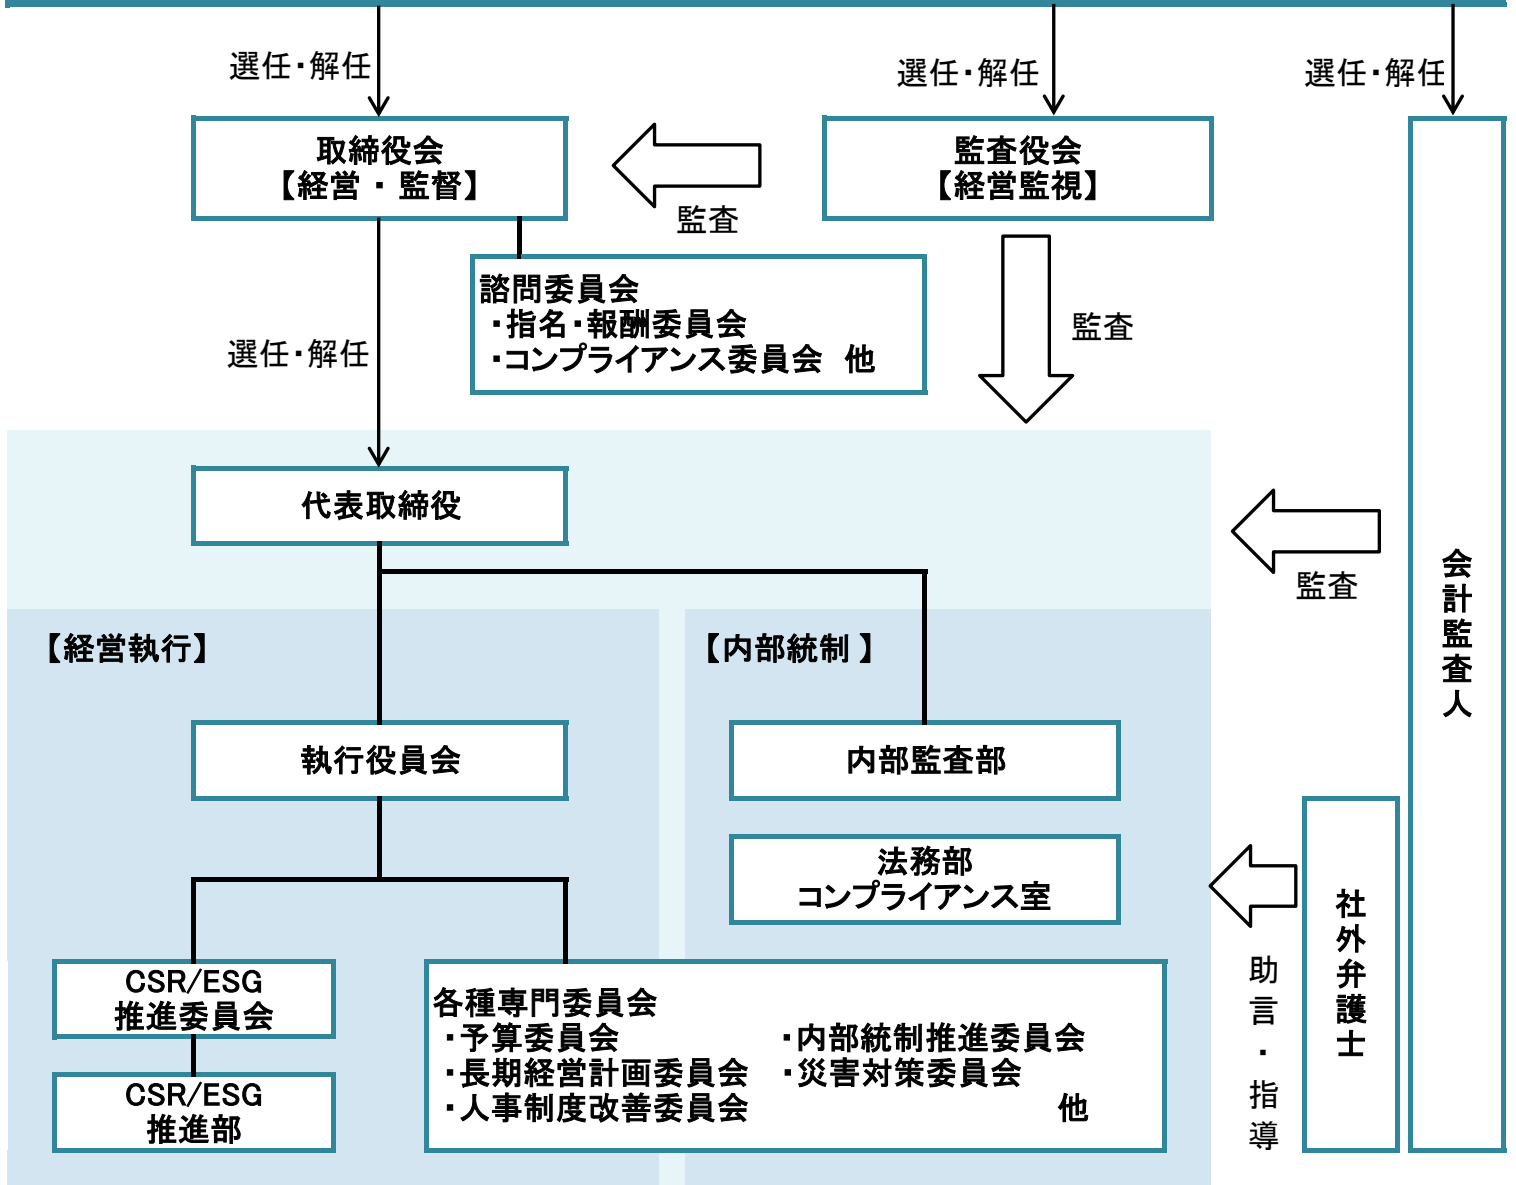 選任・解任
選任・解任
選任・解任
取締役会
【経営 ・ 監督】
監査
監査役会
【経営監視】
諮問委員会
・指名・報酬委員会
・コンプライアンス委員会 他
監査
選任・解任
代表取締役
監査
会計監査人
【経営執行】
【内部統制 】
執行役員会
内部監査部
法務部
コンプライアンス室
社外弁護士
助言・指導
CSR/ESG
推進委員会
CSR/ESG
推進部
各種専門委員会
・予算委員会 ・内部統制推進委員会
・長期経営計画委員会 ・災害対策委員会
・人事制度改善委員会 他